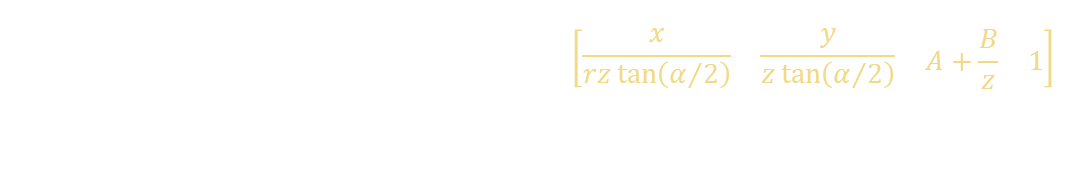 [x/(rz tan(α/2))  y/(z tan(α/2))  A + B/z  1]